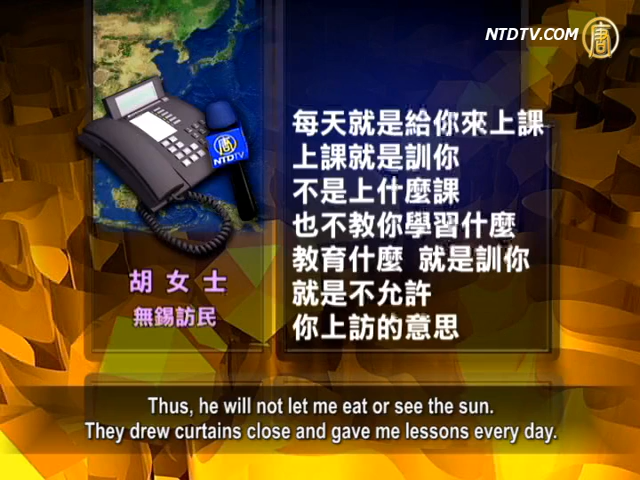 NTDTV.COM
唐
唐
NTDTV
每天就是給你來上課
上課就是訓你
不是上什麼課
也不教你學習什麼
教育什麼 就是訓你
就是不允許
你上訪的意思
胡女士
無錫訪民
Thus, he will not let me eat or see the sun.
They drew curtains close and gave me lessons every day.